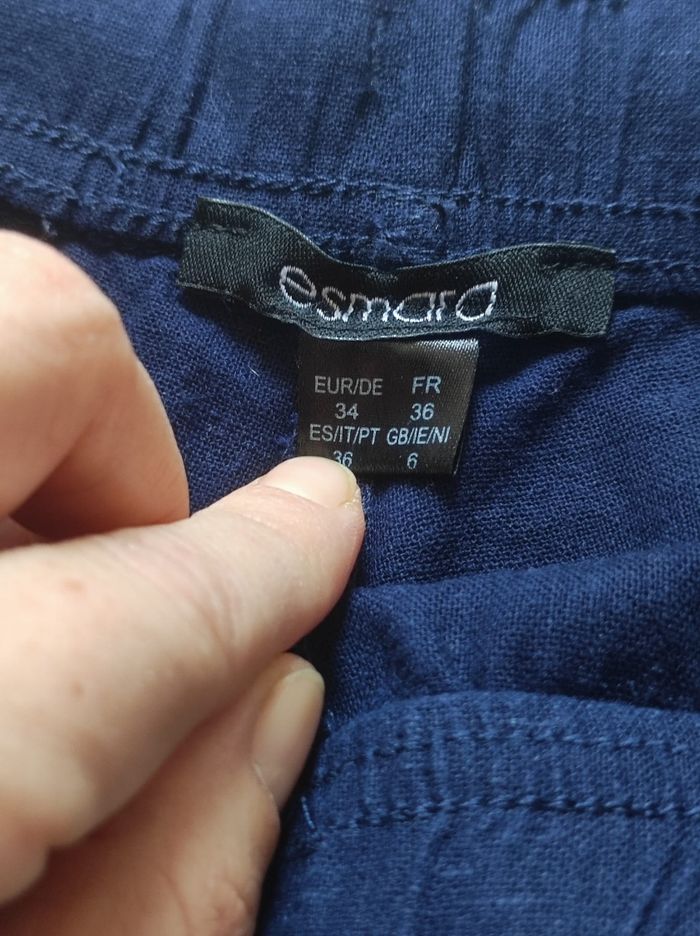 esmara
EUR/DE FR
34 36
ES/IT/PT GB/IE/NI
36 6